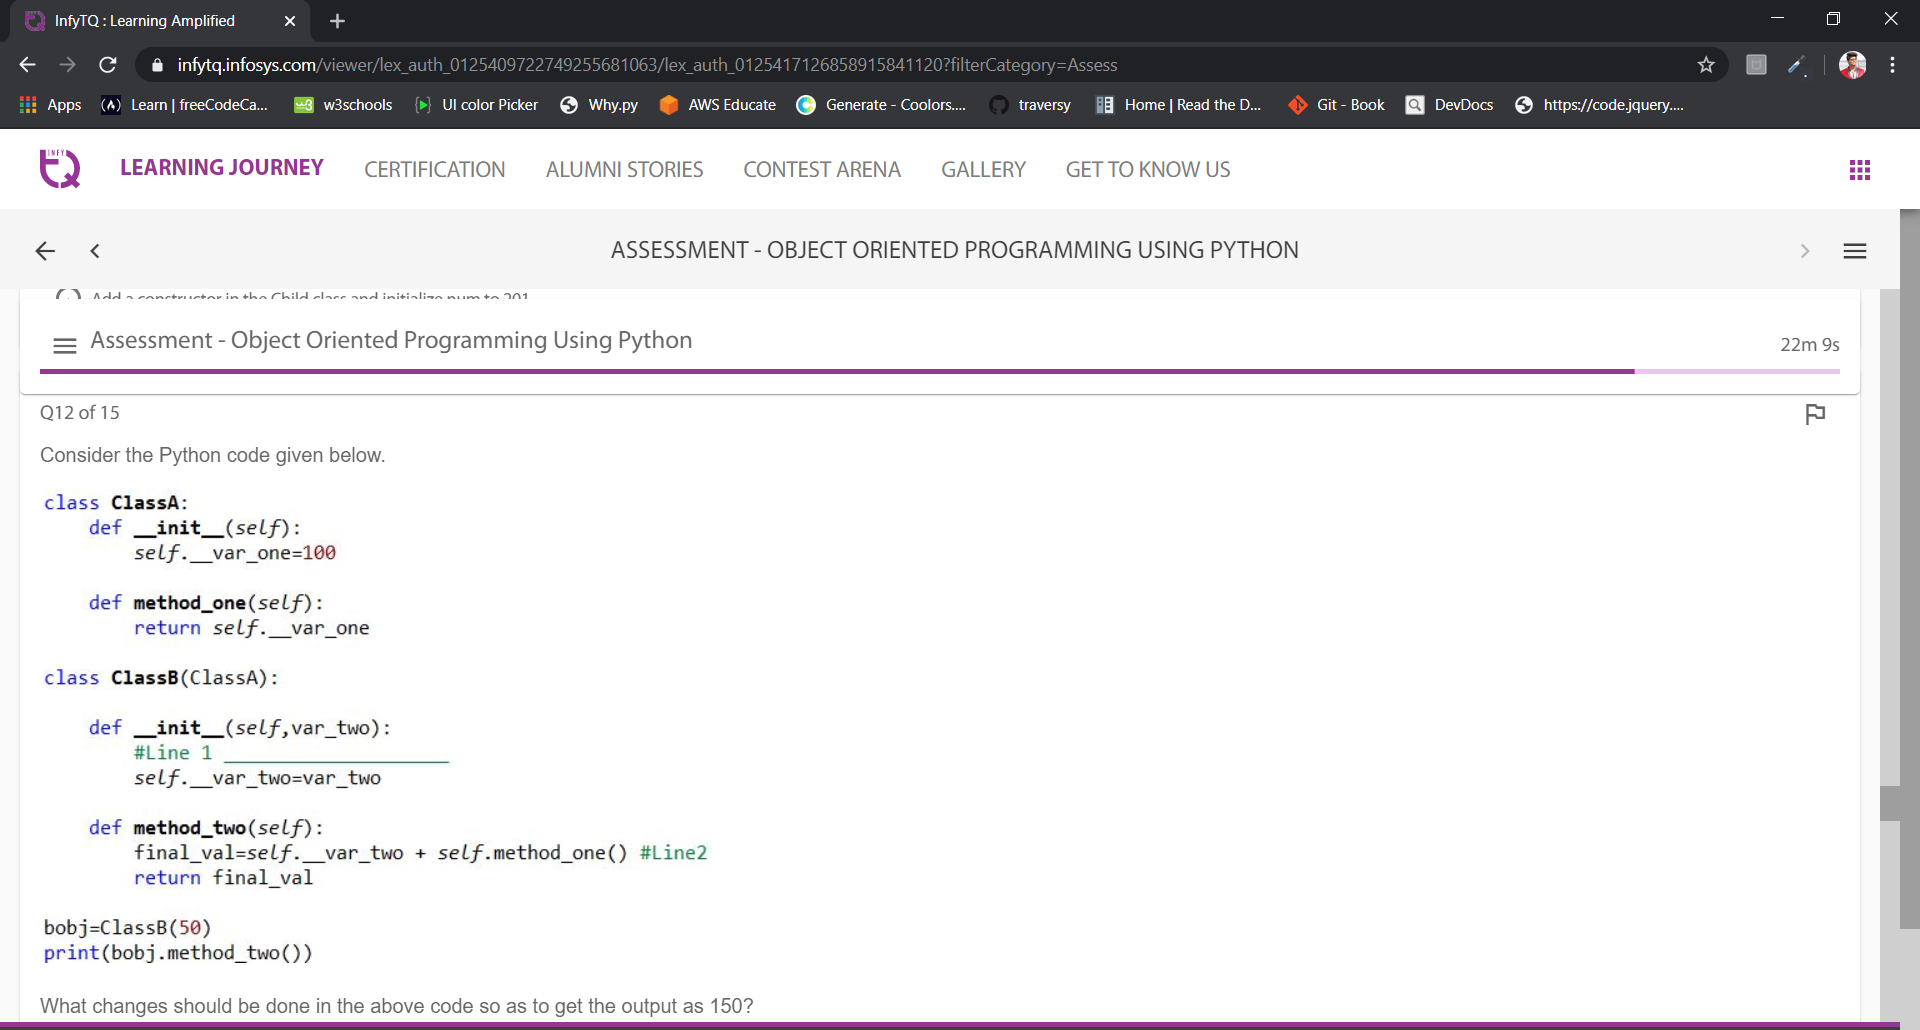 InfyTQ : Learning Amplified
infytq.infosys.com/viewer/lex_auth_0125409722749255681063/lex_auth_0125417126858915841120?filterCategory=Assess
Apps Learn | freeCodeCa... w3schools UI color Picker Why.py AWS Educate Generate - Coolors.... traversy Home | Read the D... Git - Book DevDocs https://code.jquery....
INFY TQ LEARNING JOURNEY CERTIFICATION ALUMNI STORIES CONTEST ARENA GALLERY GET TO KNOW US
ASSESSMENT - OBJECT ORIENTED PROGRAMMING USING PYTHON
Add a constructor in the Child class and initialize num to 201
Assessment - Object Oriented Programming Using Python
22m 9s
Q12 of 15
Consider the Python code given below.
class ClassA:
    def __init__(self):
        self.__var_one=100
    def method_one(self):
        return self.__var_one
class ClassB(ClassA):
    def __init__(self,var_two):
        #Line 1 ____________________
        self.__var_two=var_two
    def method_two(self):
        final_val=self.__var_two + self.method_one() #Line2
        return final_val
bobj=ClassB(50)
print(bobj.method_two())
What changes should be done in the above code so as to get the output as 150?